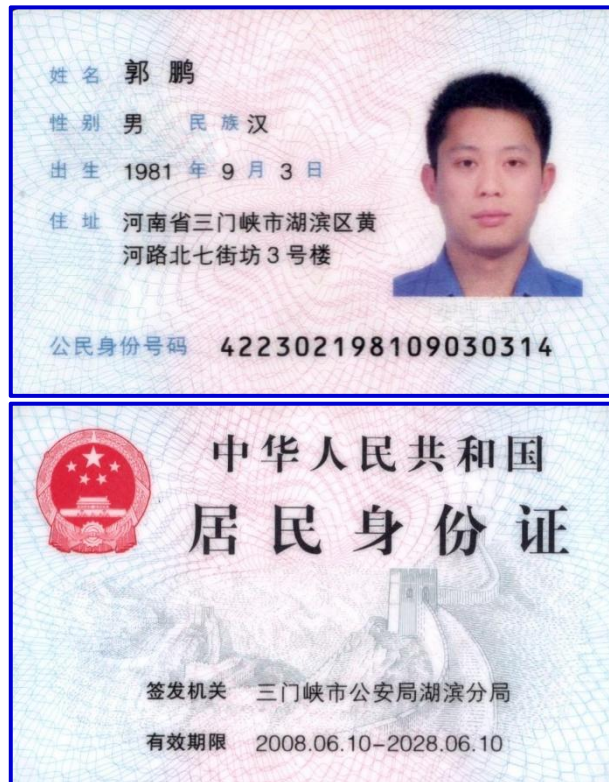 姓名 郭鹏
性别 男 民族 汉
出生 1981 年 9 月 3 日
住址 河南省三门峡市湖滨区黄
河路北七街坊3号楼
公民身份号码 422302198109030314
中华人民共和国
居民身份证
签发机关 三门峡市公安局湖滨分局
有效期限 2008.06.10-2028.06.10